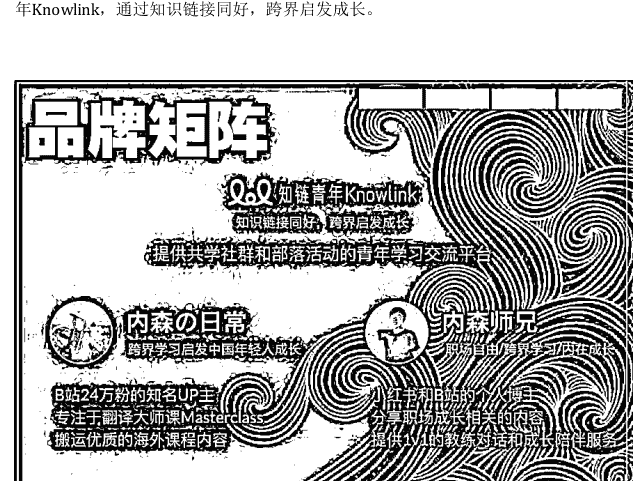 年Knowlink，通过知识链接同好，跨界启发成长。
品牌矩阵
知链青年Knowlink
知识链接同好，跨界启发成长
提供共学社群和部落活动的青年学习交流平台
内森の日常
跨界学习启发中国年轻人成长
B站24万粉的知名UP主
专注于翻译大师课Masterclass
搬运优质的海外课程内容
内森师兄
职场自由/跨界学习/内在成长
小红书和B站的个人博主
分享职场成长相关的内容
提供1v1的教练对话和成长陪伴服务